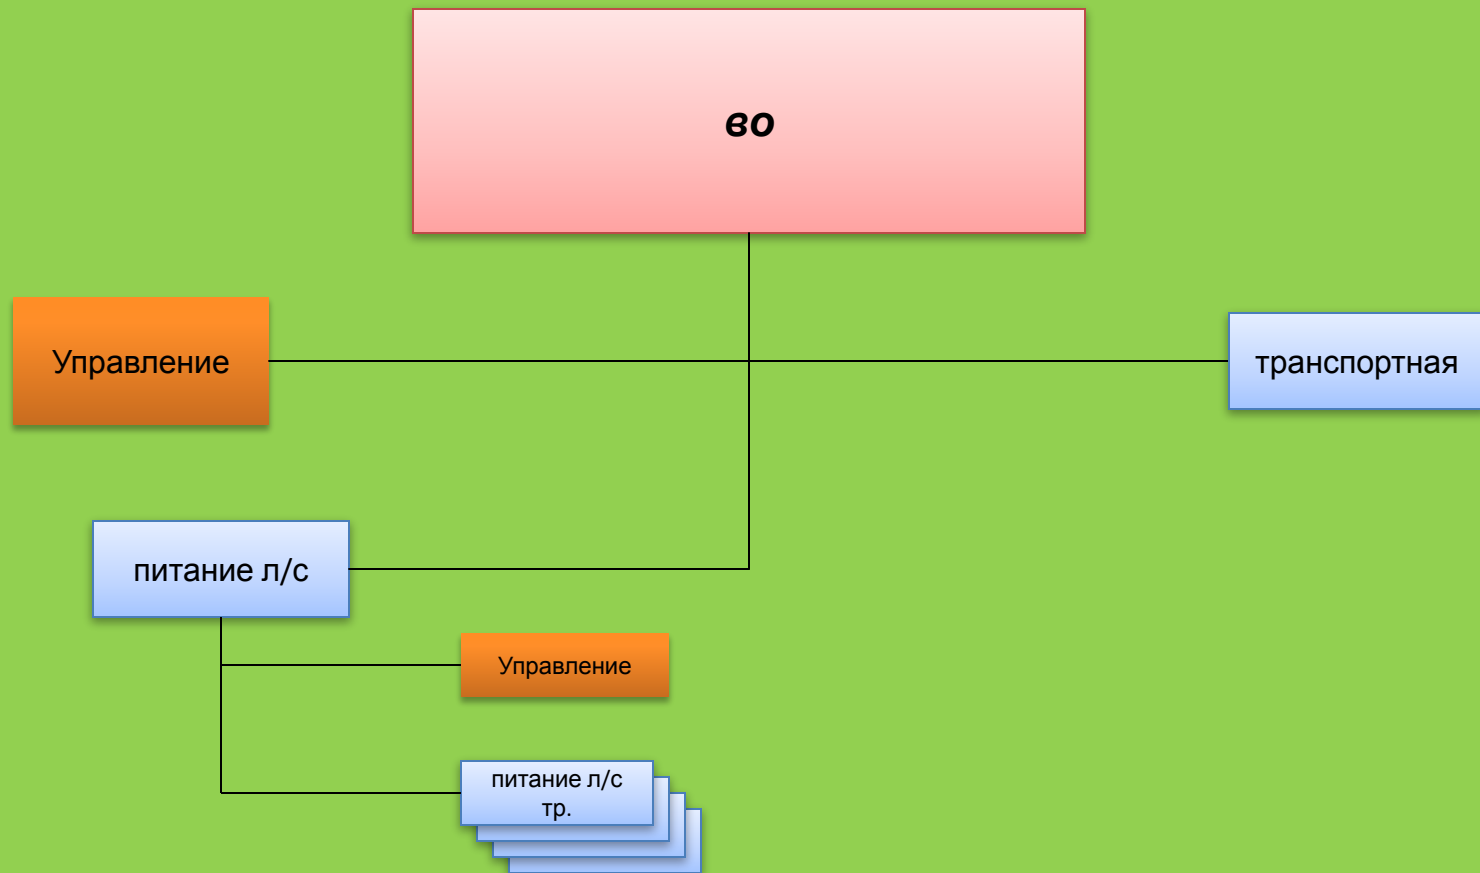 во
Управление
транспортная
питание л/с
Управление
питание л/с
тр.